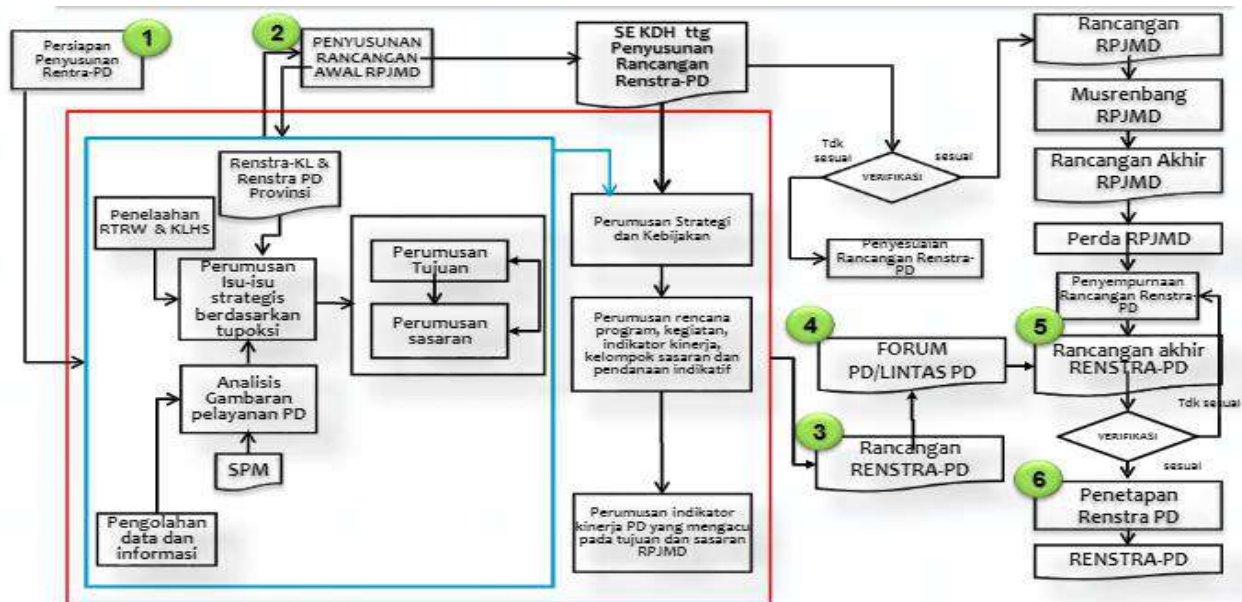 1
Persiapan
Penyusunan
Rentra-PD
2
PENYUSUNAN
RANCANGAN
AWAL RPJMD
SE KDH ttg
Penyusunan
Rancangan
Renstra-PD
Rancangan
RPJMD
Musrenbang
RPJMD
Rancangan Akhir
RPJMD
Perda RPJMD
Penyempurnaan
Rancangan Renstra-
PD
Tdk
sesuai
sesuai
VERIFIKASI
Penyesuaian
Rancangan Renstra-
PD
Renstra-KL &
Renstra PD
Provinsi
Penelaahan
RTRW & KLHS
Perumusan
Isu-isu
strategis
berdasarkan
tupoksi
Perumusan
Tujuan
Perumusan
sasaran
Analisis
Gambaran
pelayanan PD
SPM
Pengolahan
data dan
informasi
Perumusan Strategi
dan Kebijakan
Perumusan rencana
program, kegiatan,
indikator kinerja,
kelompok sasaran dan
pendanaan indikatif
Perumusan indikator
kinerja PD yang mengacu
pada tujuan dan sasaran
RPJMD
3
Rancangan
RENSTRA-PD
4
FORUM
PD/LINTAS PD
5
Rancangan akhir
RENSTRA-PD
Tdk sesuai
VERIFIKASI
sesuai
6
Penetapan
Renstra PD
RENSTRA-PD